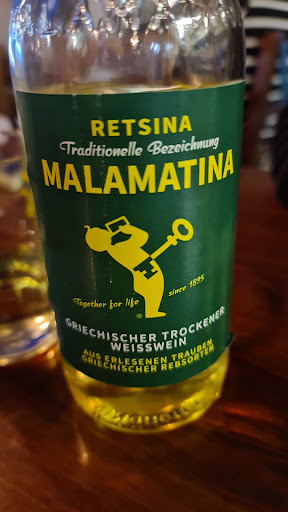 RETSINA
Traditionelle Bezeichnung
MALAMATINA
Together for life
since 1895
®
GRIECHISCHER TROCKENER
WEISSWEIN
AUS ERLESENEN TRAUBEN
GRIECHISCHER REBSORTEN